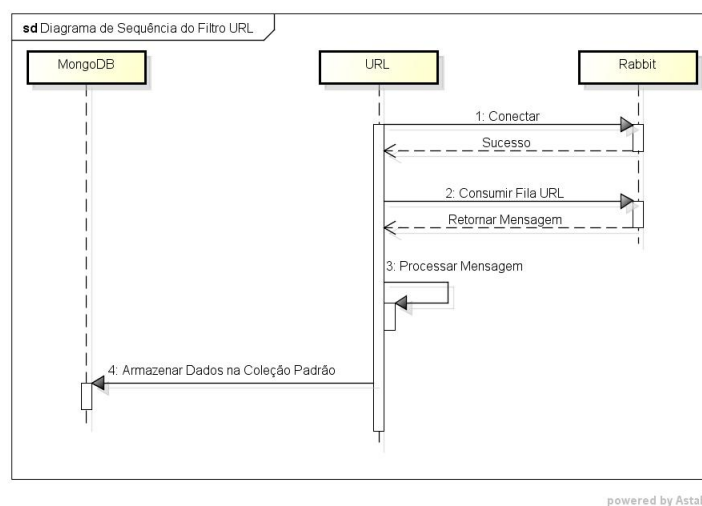 sd Diagrama de Sequência do Filtro URL
MongoDB
URL
Rabbit
1: Conectar
Sucesso
2: Consumir Fila URL
Retornar Mensagem
3: Processar Mensagem
4: Armazenar Dados na Coleção Padrão
powered by